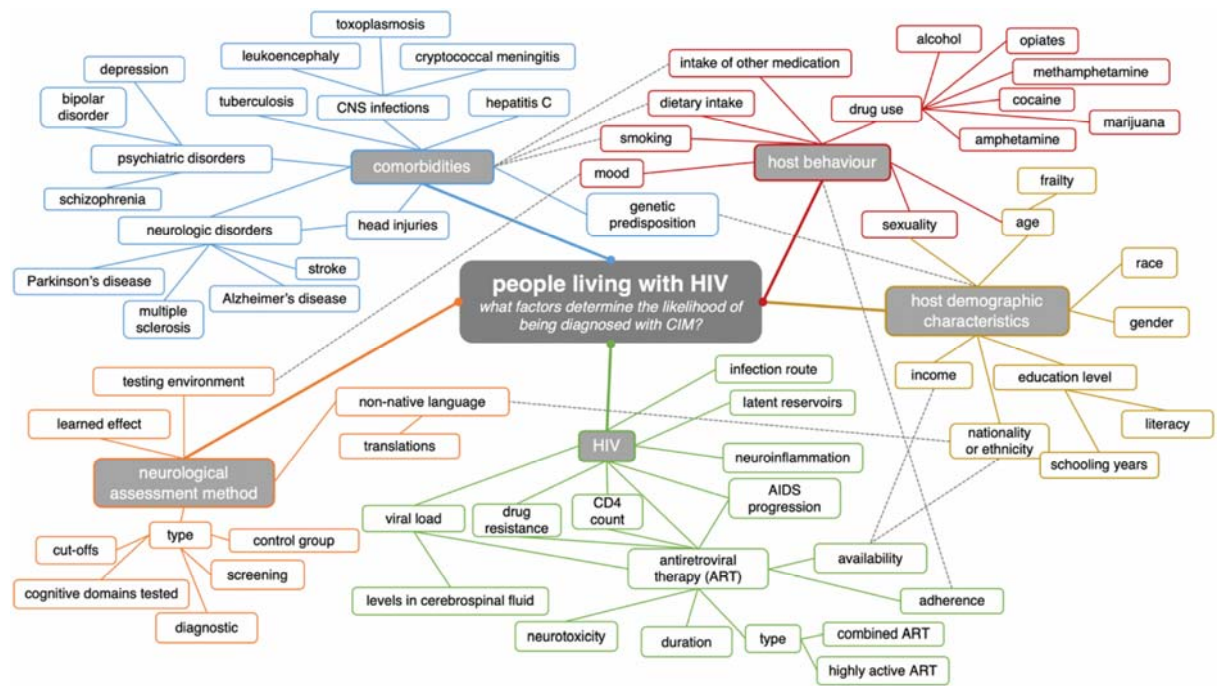 toxoplasmosis
leukoencephaly
cryptococcal meningitis
depression
bipolar
disorder
tuberculosis
CNS infections
hepatitis C
psychiatric disorders
comorbidities
schizophrenia
neurologic disorders
head injuries
genetic
predisposition
Parkinson's disease
stroke
multiple
sclerosis
Alzheimer's disease
intake of other medication
dietary intake
smoking
mood
host behaviour
drug use
alcohol
opiates
methamphetamine
cocaine
marijuana
amphetamine
sexuality
age
frailty
people living with HIV
what factors determine the likelihood of
being diagnosed with CIM?
host demographic
characteristics
race
gender
income
education level
literacy
nationality
or ethnicity
schooling years
testing environment
learned effect
non-native language
translations
neurological
assessment method
type
cut-offs
control group
screening
cognitive domains tested
diagnostic
infection route
latent reservoirs
HIV
neuroinflammation
AIDS
progression
CD4
count
drug
resistance
viral load
antiretroviral
therapy (ART)
availability
adherence
levels in cerebrospinal fluid
neurotoxicity
duration
type
combined ART
highly active ART